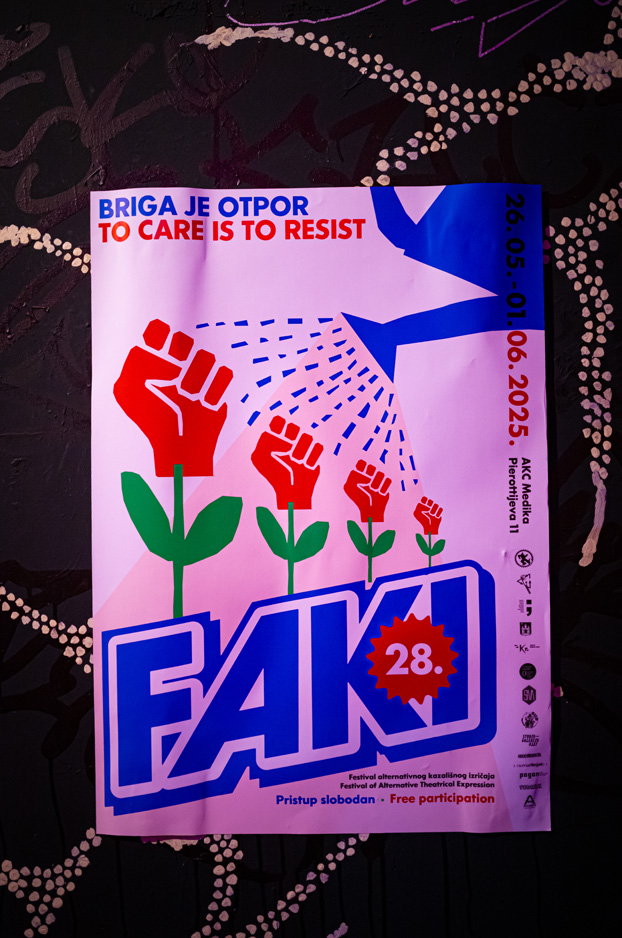 BRIGA JE OTPOR
TO CARE IS TO RESIST
26. 05.-01.06. 2025.
AKC Medika
Pierottijeva 11
FAKI
28.
Festival alternativnog kazališnog izričaja
Festival of Alternative Theatrical Expression
Pristup slobodan - Free participation
pogon